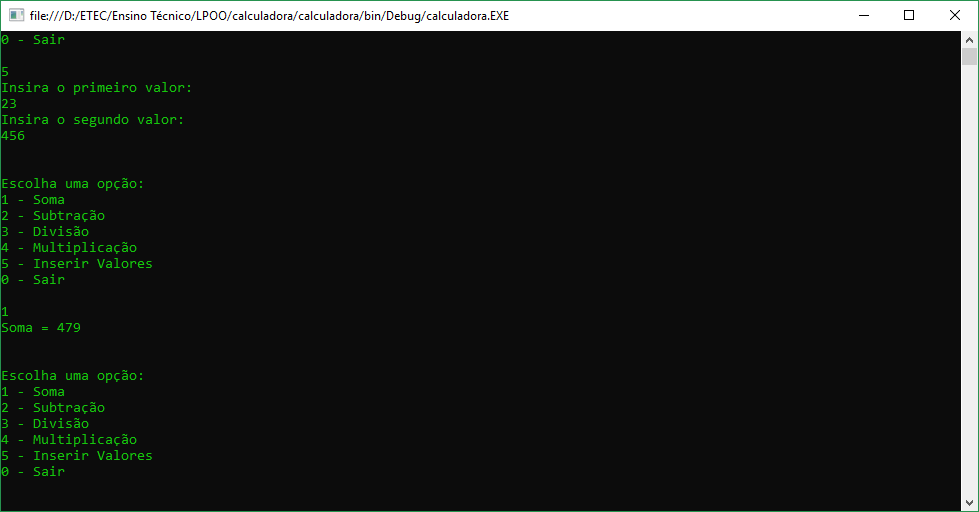 file:///D:/ETEC/Ensino Técnico/LPOO/calculadora/calculadora/bin/Debug/calculadora.EXE
0 - Sair
5
Insira o primeiro valor:
23
Insira o segundo valor:
456
Escolha uma opção:
1 - Soma
2 - Subtração
3 - Divisão
4 - Multiplicação
5 - Inserir Valores
0 - Sair
1
Soma = 479
Escolha uma opção:
1 - Soma
2 - Subtração
3 - Divisão
4 - Multiplicação
5 - Inserir Valores
0 - Sair